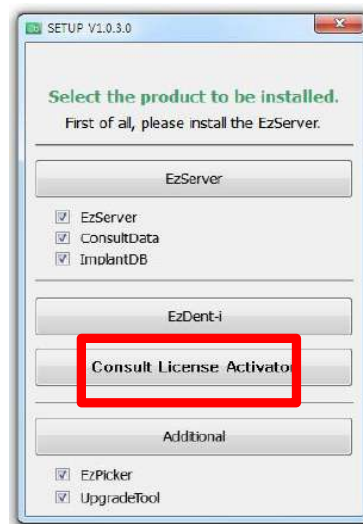 SETUP V1.0.3.0
Select the product to be installed.
First of all, please install the EzServer.
EzServer
EzServer
ConsultData
ImplantDB
EzDent-i
Consult License Activator
Additional
EzPicker
UpgradeTool